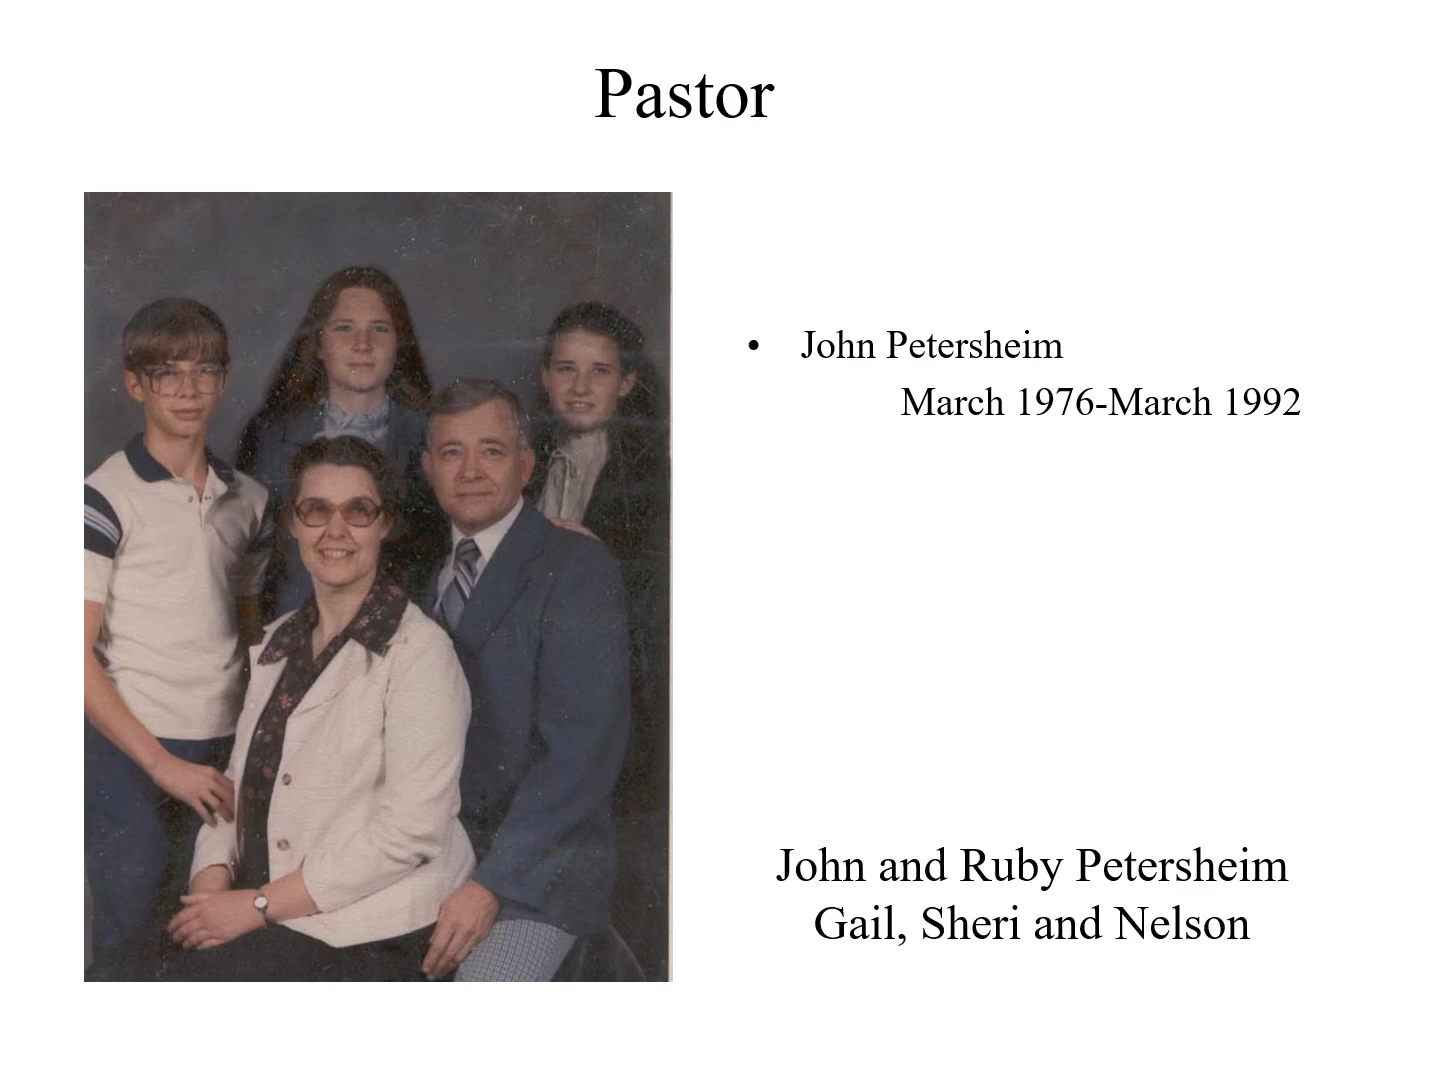 Pastor
• John Petersheim
March 1976-March 1992
John and Ruby Petersheim
Gail, Sheri and Nelson